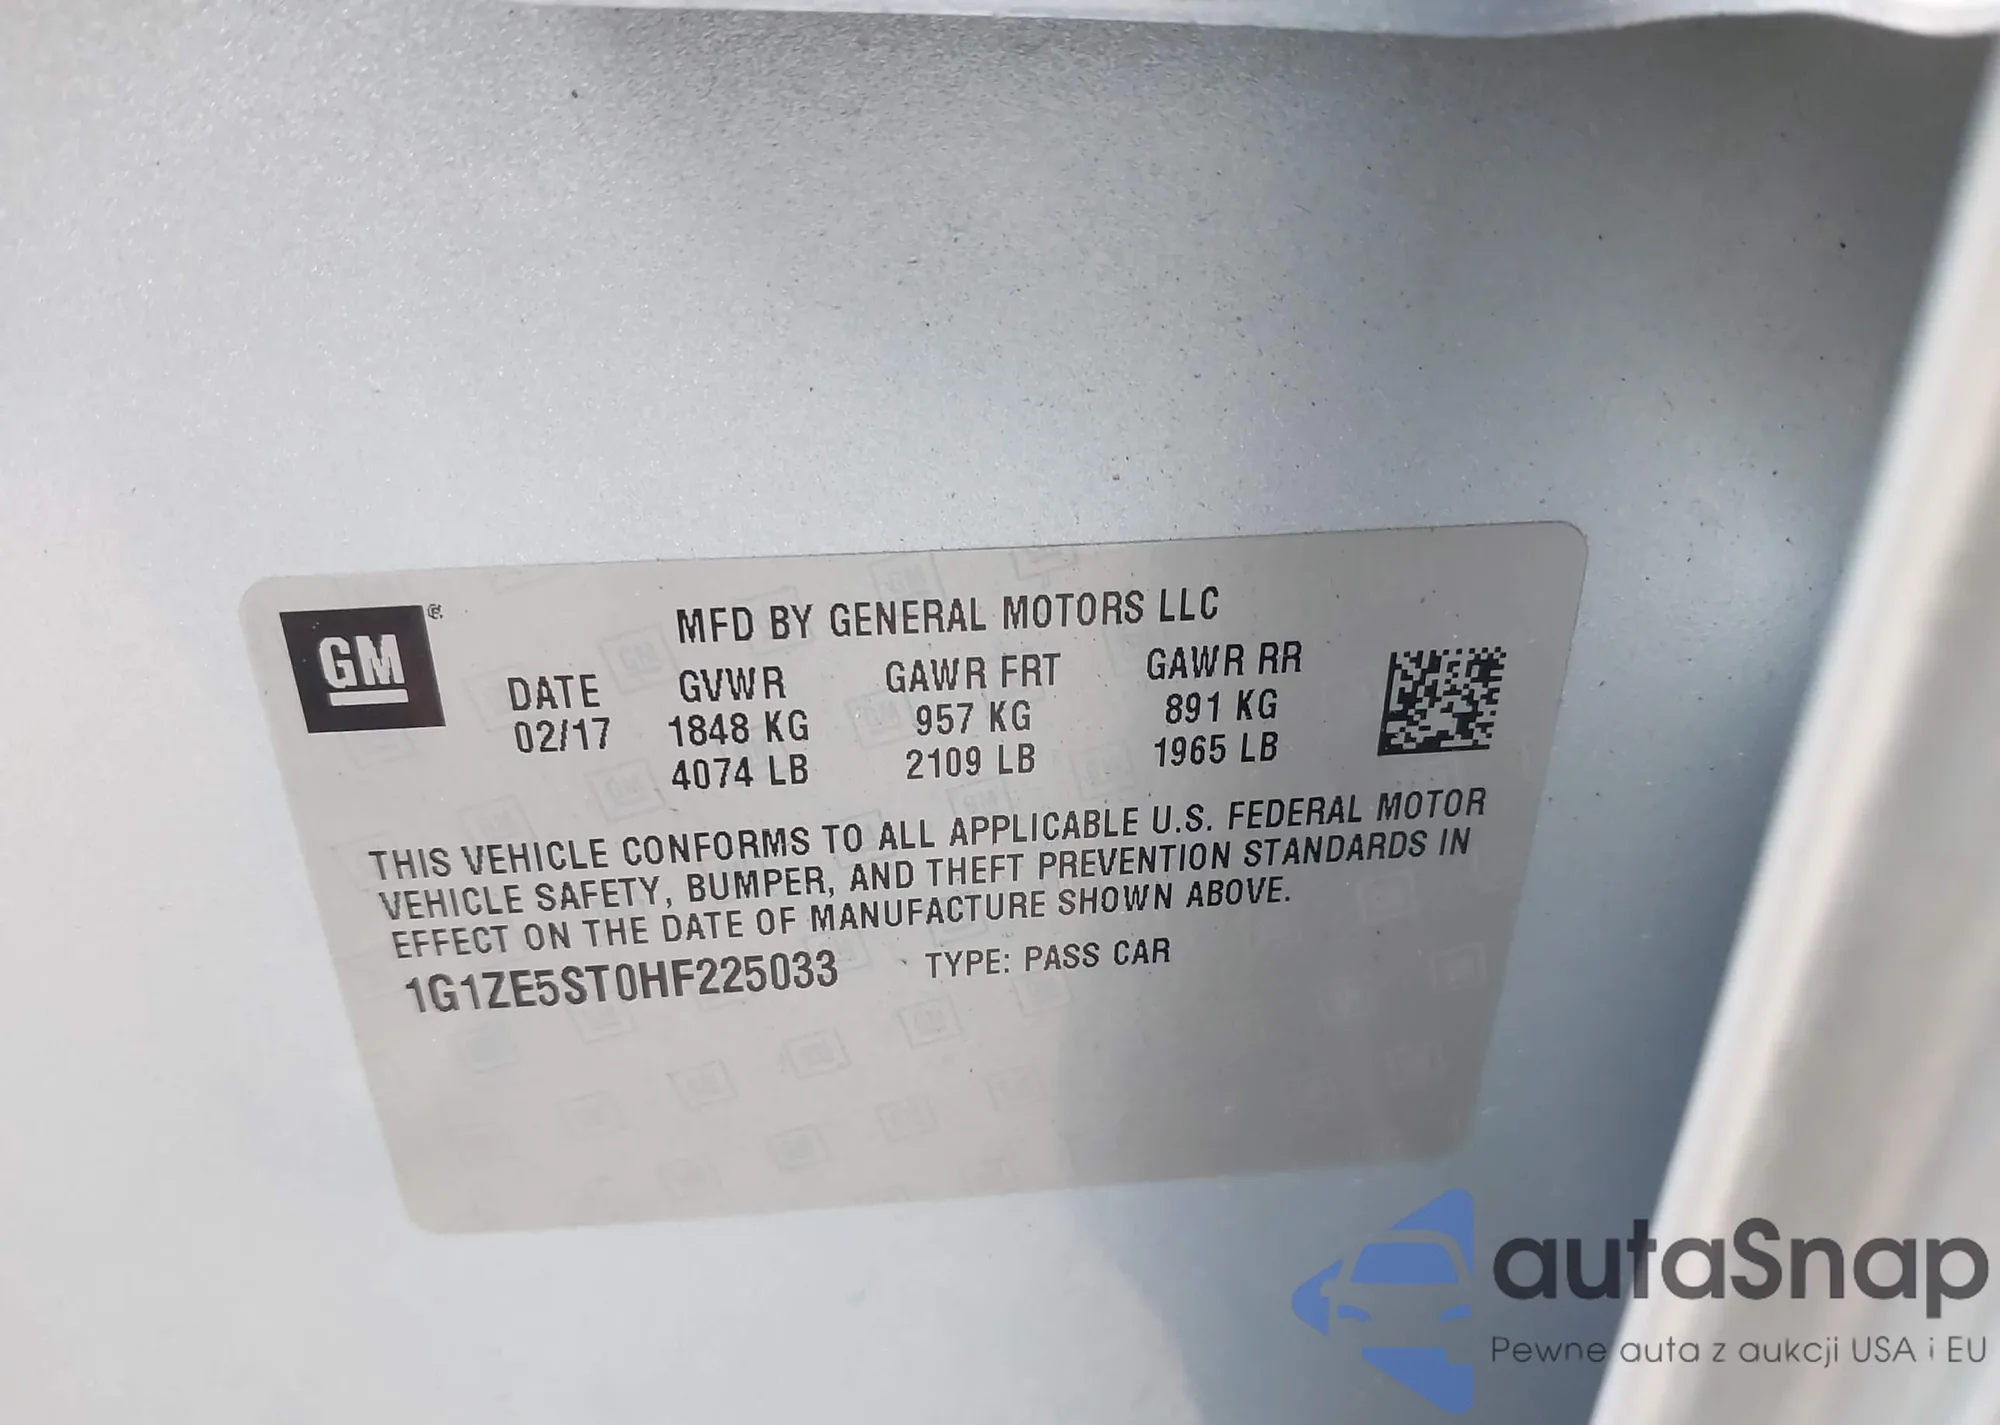 GM
MFD BY GENERAL MOTORS LLC
DATE GVWR GAWR FRT GAWR RR
02/17 1848 KG 957 KG 891 KG
4074 LB 2109 LB 1965 LB
THIS VEHICLE CONFORMS TO ALL APPLICABLE U.S. FEDERAL MOTOR
VEHICLE SAFETY, BUMPER, AND THEFT PREVENTION STANDARDS IN
EFFECT ON THE DATE OF MANUFACTURE SHOWN ABOVE.
1G1ZE5ST0HF225033 TYPE: PASS CAR
autaSnap
Pewne auta z aukcji USA i EU